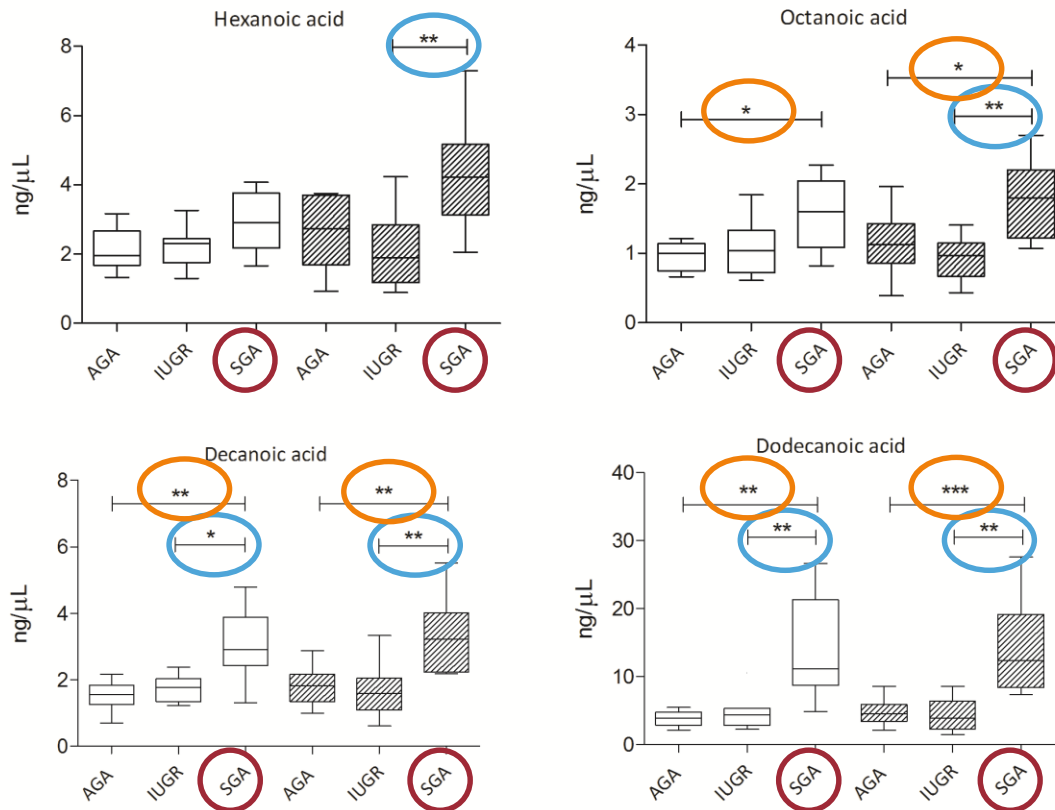 Hexanoic acid
8
6
4
2
0
ng/μL
**
AGA
IUGR
SGA
AGA
IUGR
SGA
Octanoic acid
4
3
2
1
0
ng/μL
*
*
**
AGA
IUGR
SGA
AGA
IUGR
SGA
Decanoic acid
8
6
4
2
0
ng/μL
**
*
**
**
AGA
IUGR
SGA
AGA
IUGR
SGA
Dodecanoic acid
40
30
20
10
0
ng/μL
**
**
***
**
AGA
IUGR
SGA
AGA
IUGR
SGA